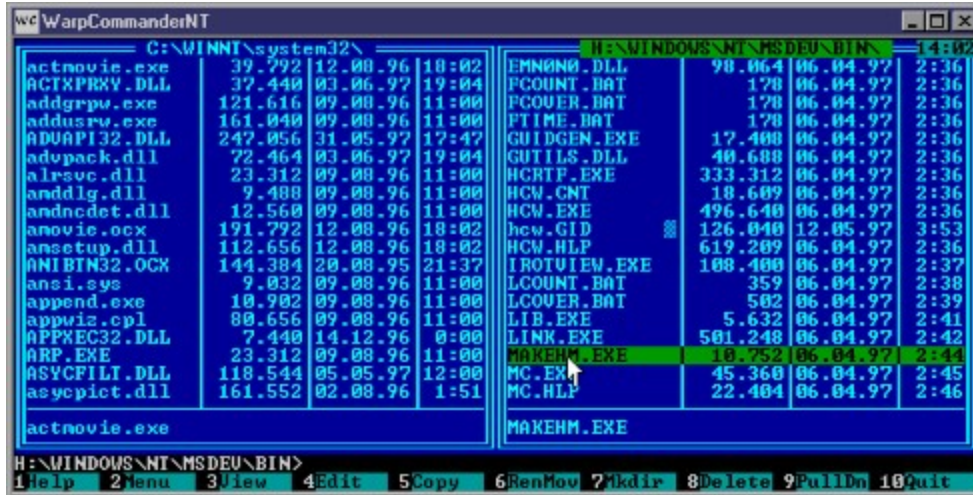 WC WarpCommanderNT
C:\WINNT\system32\
actmovie.exe 39.792 12.08.96 18:02
ACTXPRXY.DLL 37.440 03.06.97 19:04
addgrpw.exe 121.616 09.08.96 11:00
addusrw.exe 161.040 09.08.96 11:00
ADVAPI32.DLL 247.056 31.05.97 17:47
advpack.dll 72.464 03.06.97 19:04
alrsvc.dll 23.312 09.08.96 11:00
amddlg.dll 9.488 09.08.96 11:00
amdncdet.dll 12.560 09.08.96 11:00
amovie.ocx 191.792 12.08.96 18:02
amsetup.dll 112.656 12.08.96 18:02
ANIBTN32.OCX 144.384 20.08.95 21:37
ansi.sys 9.032 09.08.96 11:00
append.exe 10.902 09.08.96 11:00
appwiz.cpl 80.656 09.08.96 11:00
APPXEC32.DLL 7.440 14.12.96 0:00
ARP.EXE 23.312 09.08.96 11:00
ASYCFILT.DLL 118.544 05.05.97 12:00
asycpict.dll 161.552 02.08.96 1:51
actmovie.exe
H:\WINDOWS\NT\MSDEV\BIN\ 14:02
EMN0N0.DLL 98.064 06.04.97 2:36
FCOUNT.BAT 178 06.04.97 2:36
FCOVER.BAT 178 06.04.97 2:36
FTIME.BAT 178 06.04.97 2:36
GUIDGEN.EXE 17.408 06.04.97 2:36
GUTILS.DLL 40.688 06.04.97 2:36
HCRTF.EXE 333.312 06.04.97 2:36
HCW.CNT 18.609 06.04.97 2:36
HCW.EXE 496.640 06.04.97 2:36
hcw.GID 126.040 12.05.97 3:53
HCW.HLP 619.209 06.04.97 2:36
IROTVIEW.EXE 108.400 06.04.97 2:37
LCOUNT.BAT 359 06.04.97 2:38
LCOVER.BAT 502 06.04.97 2:39
LIB.EXE 5.632 06.04.97 2:41
LINK.EXE 501.248 06.04.97 2:42
MAKEHM.EXE 10.752 06.04.97 2:44
MC.EXE 45.360 06.04.97 2:45
MC.HLP 22.404 06.04.97 2:46
MAKEHM.EXE
H:\WINDOWS\NT\MSDEV\BIN>
1Help 2Menu 3View 4Edit 5Copy 6RenMov 7Mkdir 8Delete 9PullDn 10Quit